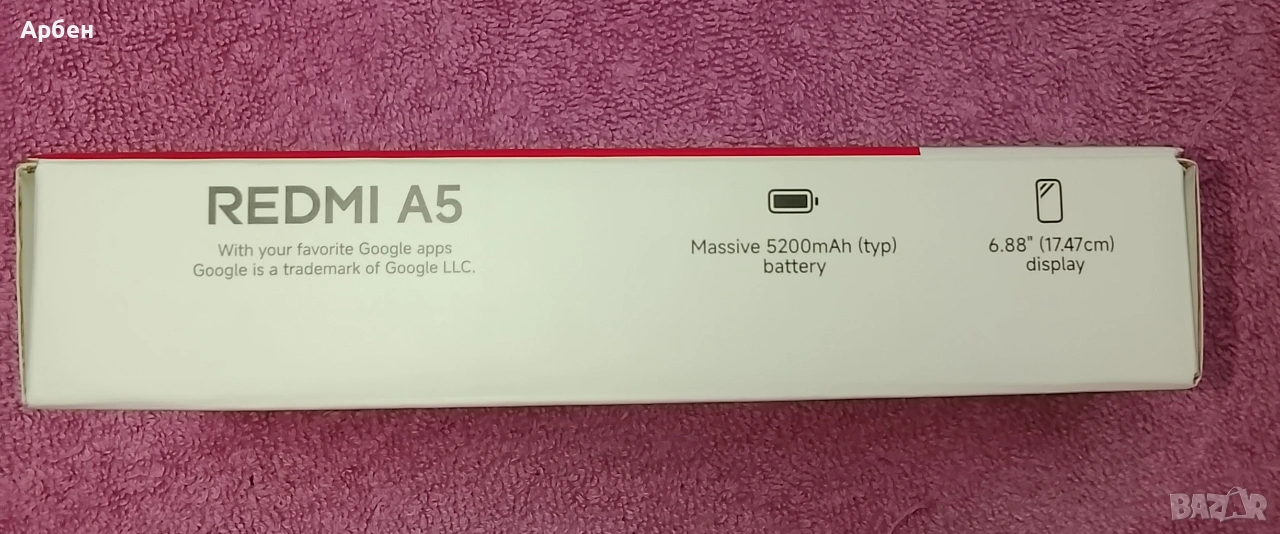 Арбен
REDMI A5
With your favorite Google apps
Google is a trademark of Google LLC.
Massive 5200mAh (typ)
battery
6.88" (17.47cm)
display
BAZAR